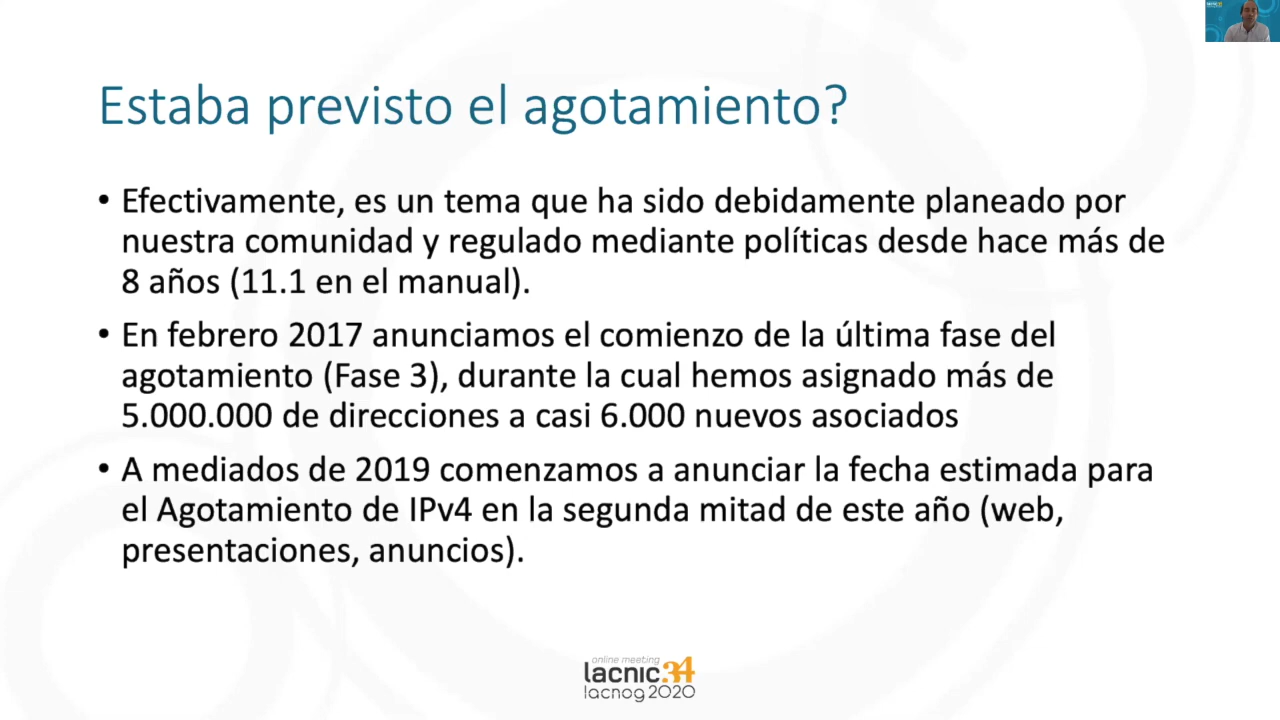 Estaba previsto el agotamiento?
• Efectivamente, es un tema que ha sido debidamente planeado por
nuestra comunidad y regulado mediante políticas desde hace más de
8 años (11.1 en el manual).
• En febrero 2017 anunciamos el comienzo de la última fase del
agotamiento (Fase 3), durante la cual hemos asignado más de
5.000.000 de direcciones a casi 6.000 nuevos asociados
• A mediados de 2019 comenzamos a anunciar la fecha estimada para
el Agotamiento de IPv4 en la segunda mitad de este año (web,
presentaciones, anuncios).
online meeting
lacnic34
lacnog2020